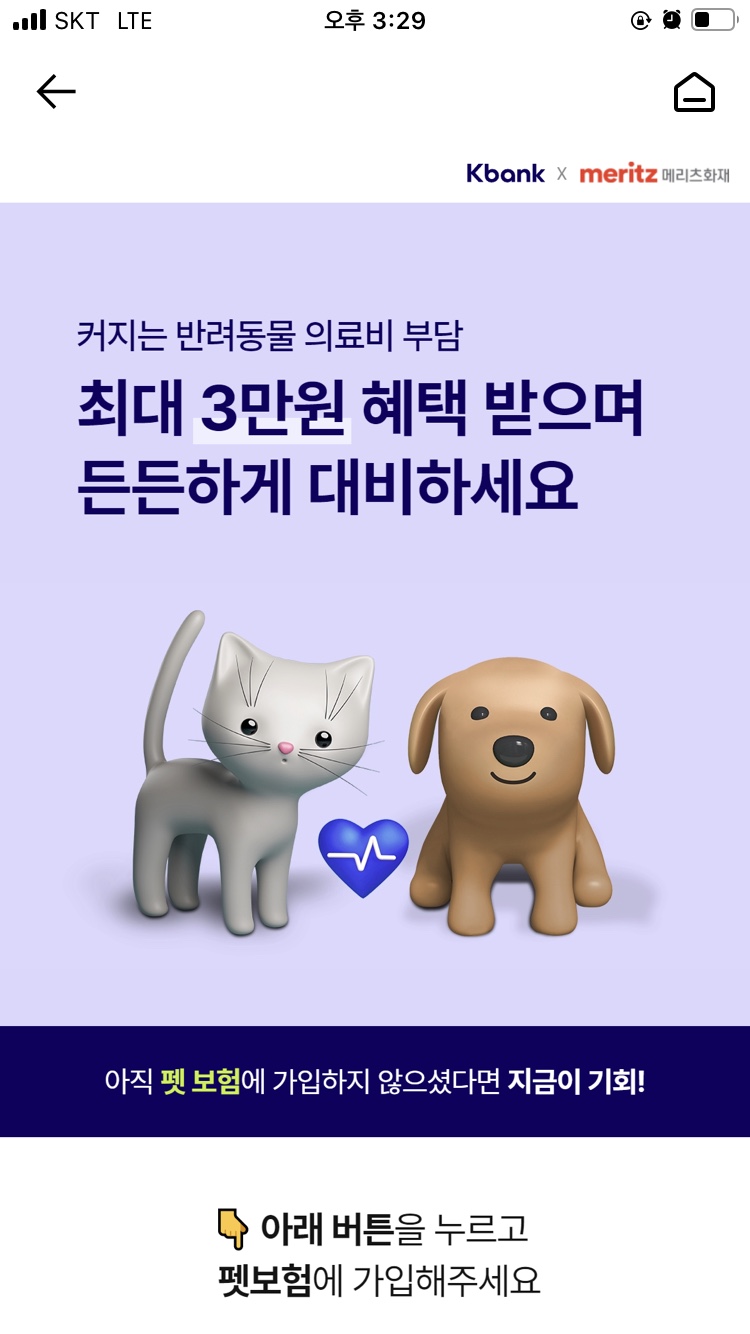 SKT LTE 오후 3:29
Kbank X meritz 메리츠화재
커지는 반려동물 의료비 부담
최대 3만원 혜택 받으며
든든하게 대비하세요
아직 펫 보험에 가입하지 않으셨다면 지금이 기회!
👇 아래 버튼을 누르고
펫보험에 가입해주세요